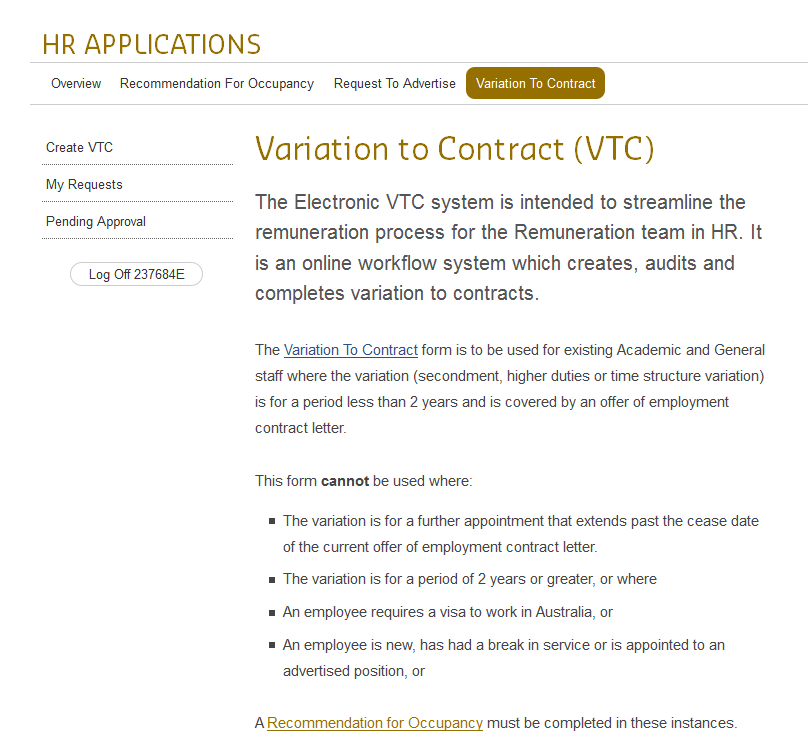 HR APPLICATIONS
Overview Recommendation For Occupancy Request To Advertise Variation To Contract
Create VTC
My Requests
Pending Approval
Log Off 237684E
Variation to Contract (VTC)
The Electronic VTC system is intended to streamline the
remuneration process for the Remuneration team in HR. It
is an online workflow system which creates, audits and
completes variation to contracts.
The Variation To Contract form is to be used for existing Academic and General
staff where the variation (secondment, higher duties or time structure variation)
is for a period less than 2 years and is covered by an offer of employment
contract letter.
This form cannot be used where:
The variation is for a further appointment that extends past the cease date
of the current offer of employment contract letter.
The variation is for a period of 2 years or greater, or where
An employee requires a visa to work in Australia, or
An employee is new, has had a break in service or is appointed to an
advertised position, or
A Recommendation for Occupancy must be completed in these instances.